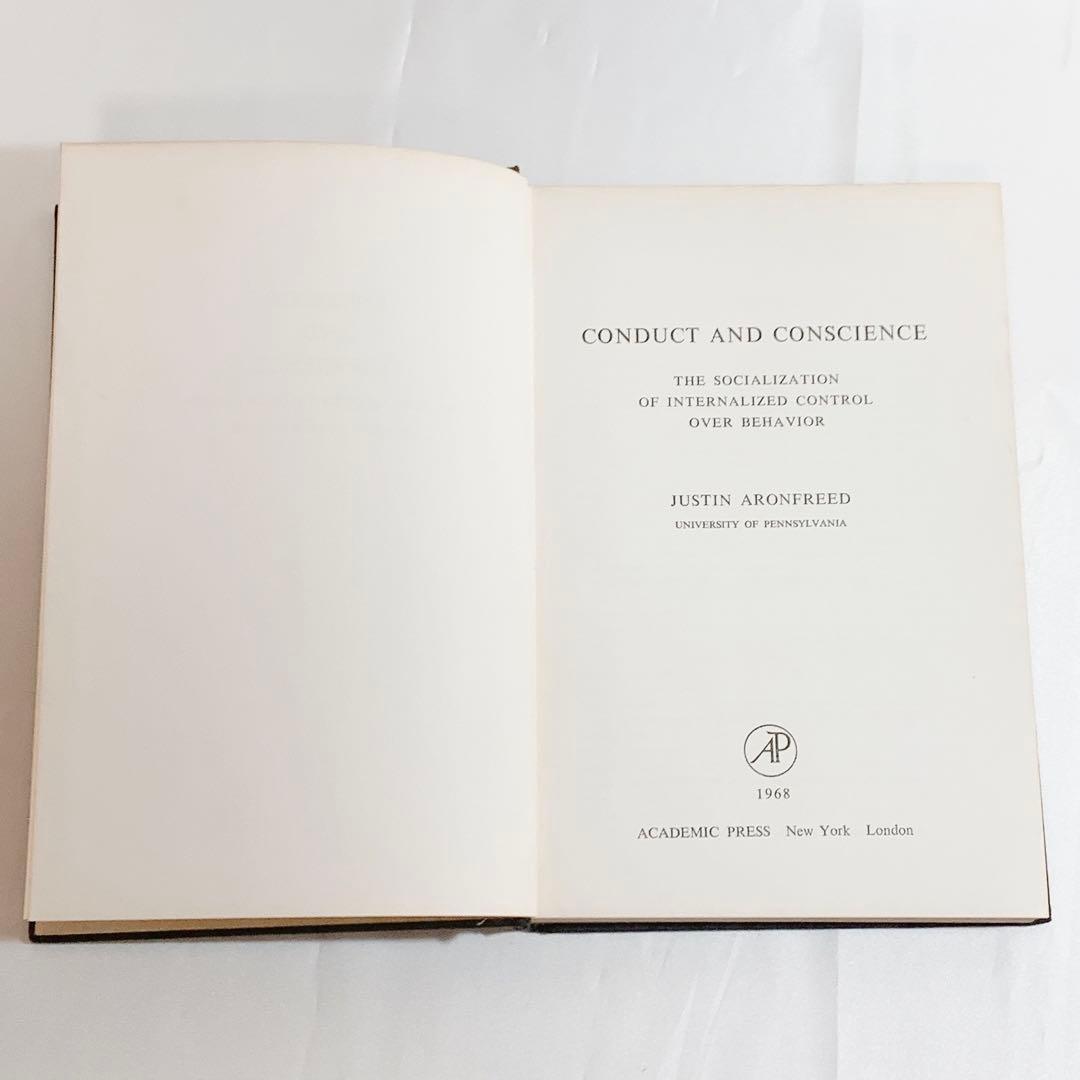 CONDUCT AND CONSCIENCE
THE SOCIALIZATION
OF INTERNALIZED CONTROL
OVER BEHAVIOR
JUSTIN ARONFREED
UNIVERSITY OF PENNSYLVANIA
AP
1968
ACADEMIC PRESS New York London